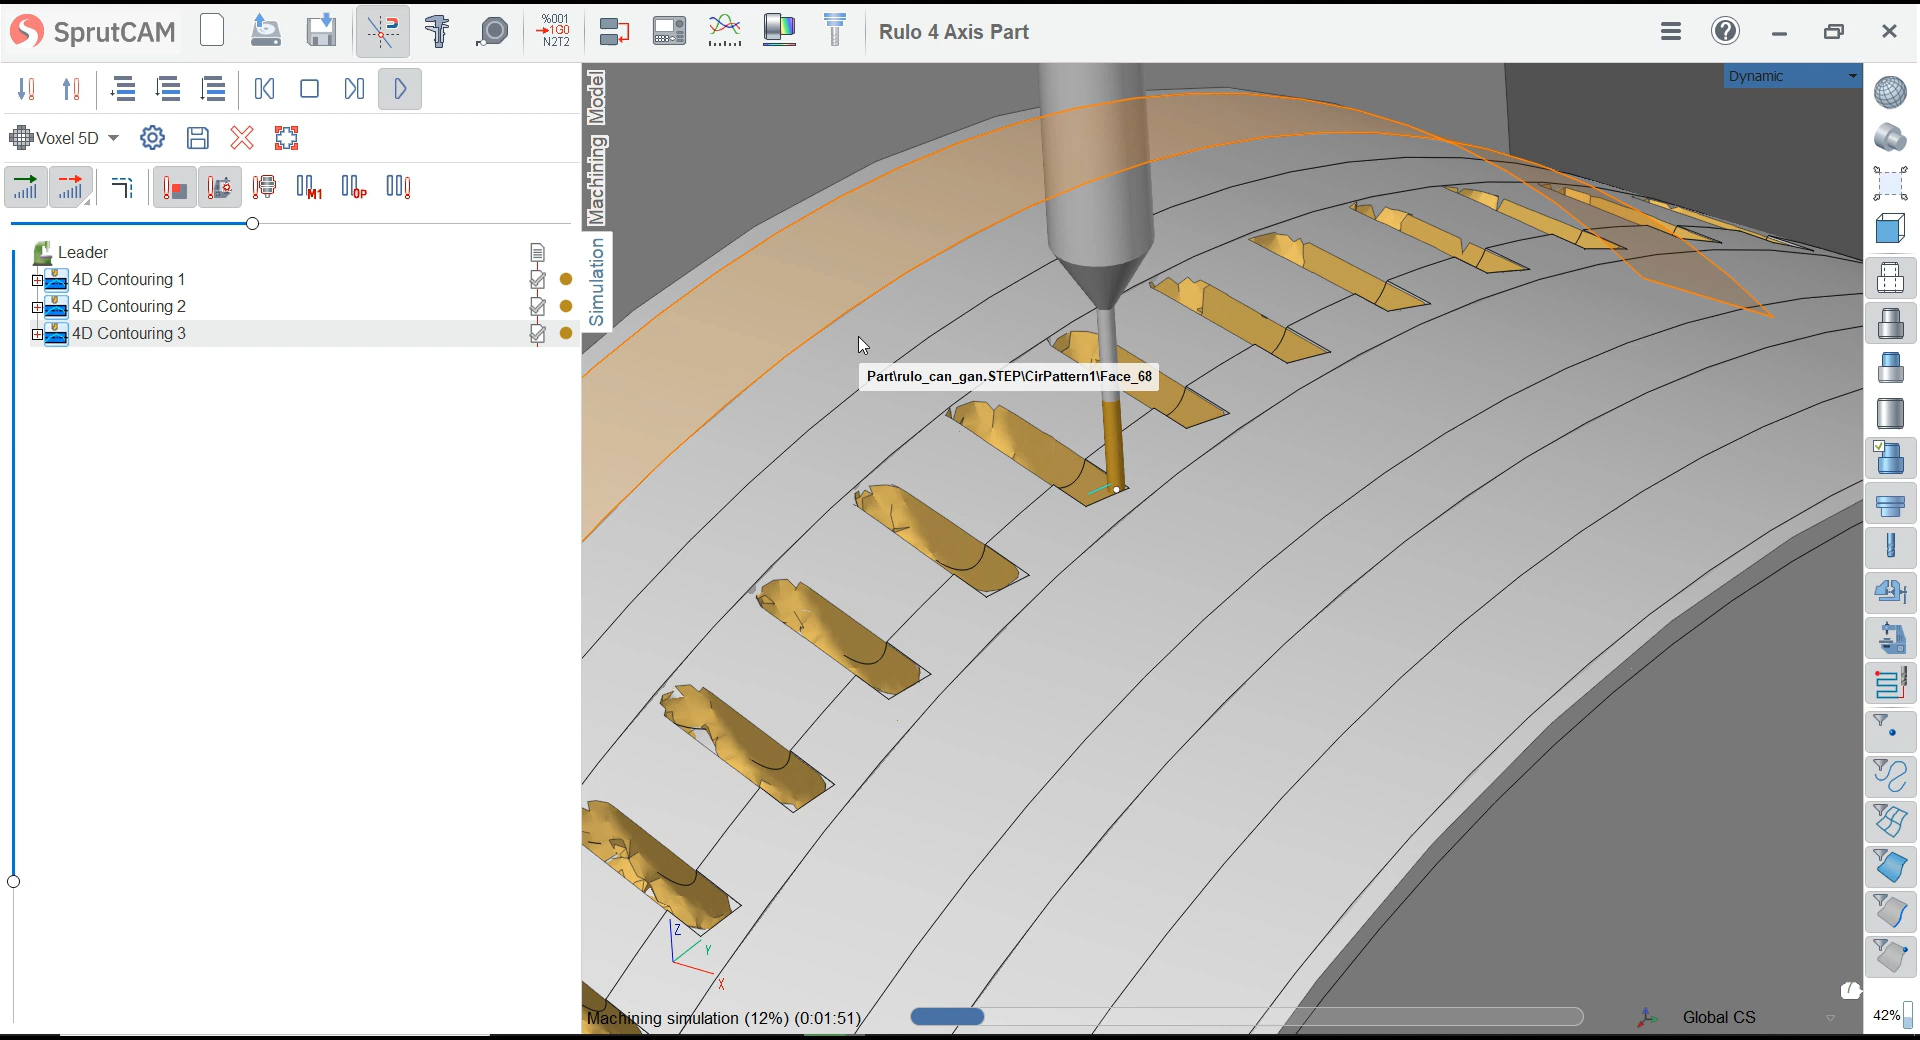 SprutCAM
%001
1G0
N2T2
Rulo 4 Axis Part
Voxel 5D
M1
OP
Leader
4D Contouring 1
4D Contouring 2
4D Contouring 3
Model
Machining
Simulation
Dynamic
Part\rulo_can_gan.STEP\CirPattern1\Face_68
Z
Y
X
Machining simulation (12%) (0:01:51)
Global CS
42%